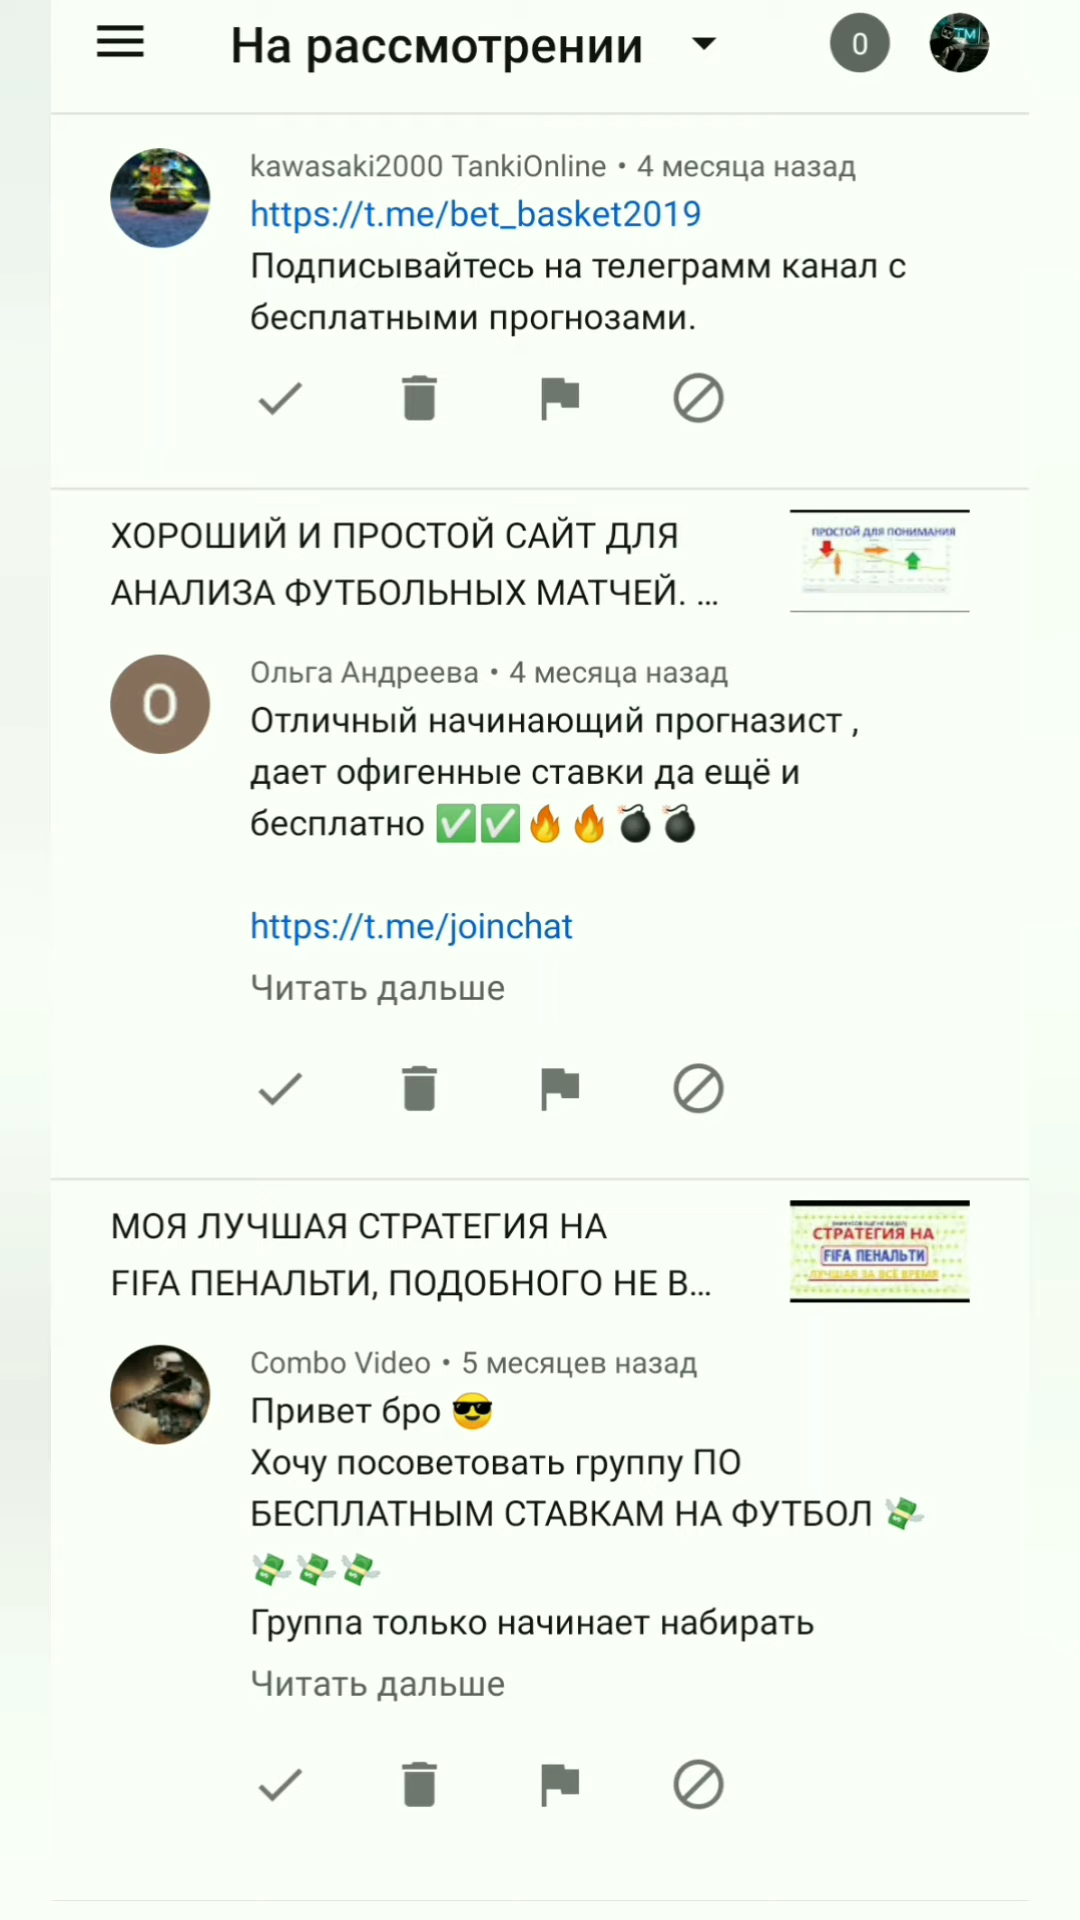 На рассмотрении
0
kawasaki2000 TankiOnline • 4 месяца назад
https://t.me/bet_basket2019
Подписывайтесь на телеграмм канал с
бесплатными прогнозами.
ХОРОШИЙ И ПРОСТОЙ САЙТ ДЛЯ
АНАЛИЗА ФУТБОЛЬНЫХ МАТЧЕЙ. ...
ПРОСТОЙ ДЛЯ ПОНИМАНИЯ
О
Ольга Андреева • 4 месяца назад
Отличный начинающий прогназист ,
дает офигенные ставки да ещё и
бесплатно ✅✅🔥🔥💣💣
https://t.me/joinchat
Читать дальше
МОЯ ЛУЧШАЯ СТРАТЕГИЯ НА
FIFA ПЕНАЛЬТИ, ПОДОБНОГО НЕ В...
СТРАТЕГИЯ НА
FIFA ПЕНАЛЬТИ
ЛУЧШАЯ ЗА ВСЁ ВРЕМЯ
Combo Video • 5 месяцев назад
Привет бро 😎
Хочу посоветовать группу ПО
БЕСПЛАТНЫМ СТАВКАМ НА ФУТБОЛ 💸
💸💸💸
Группа только начинает набирать
Читать дальше